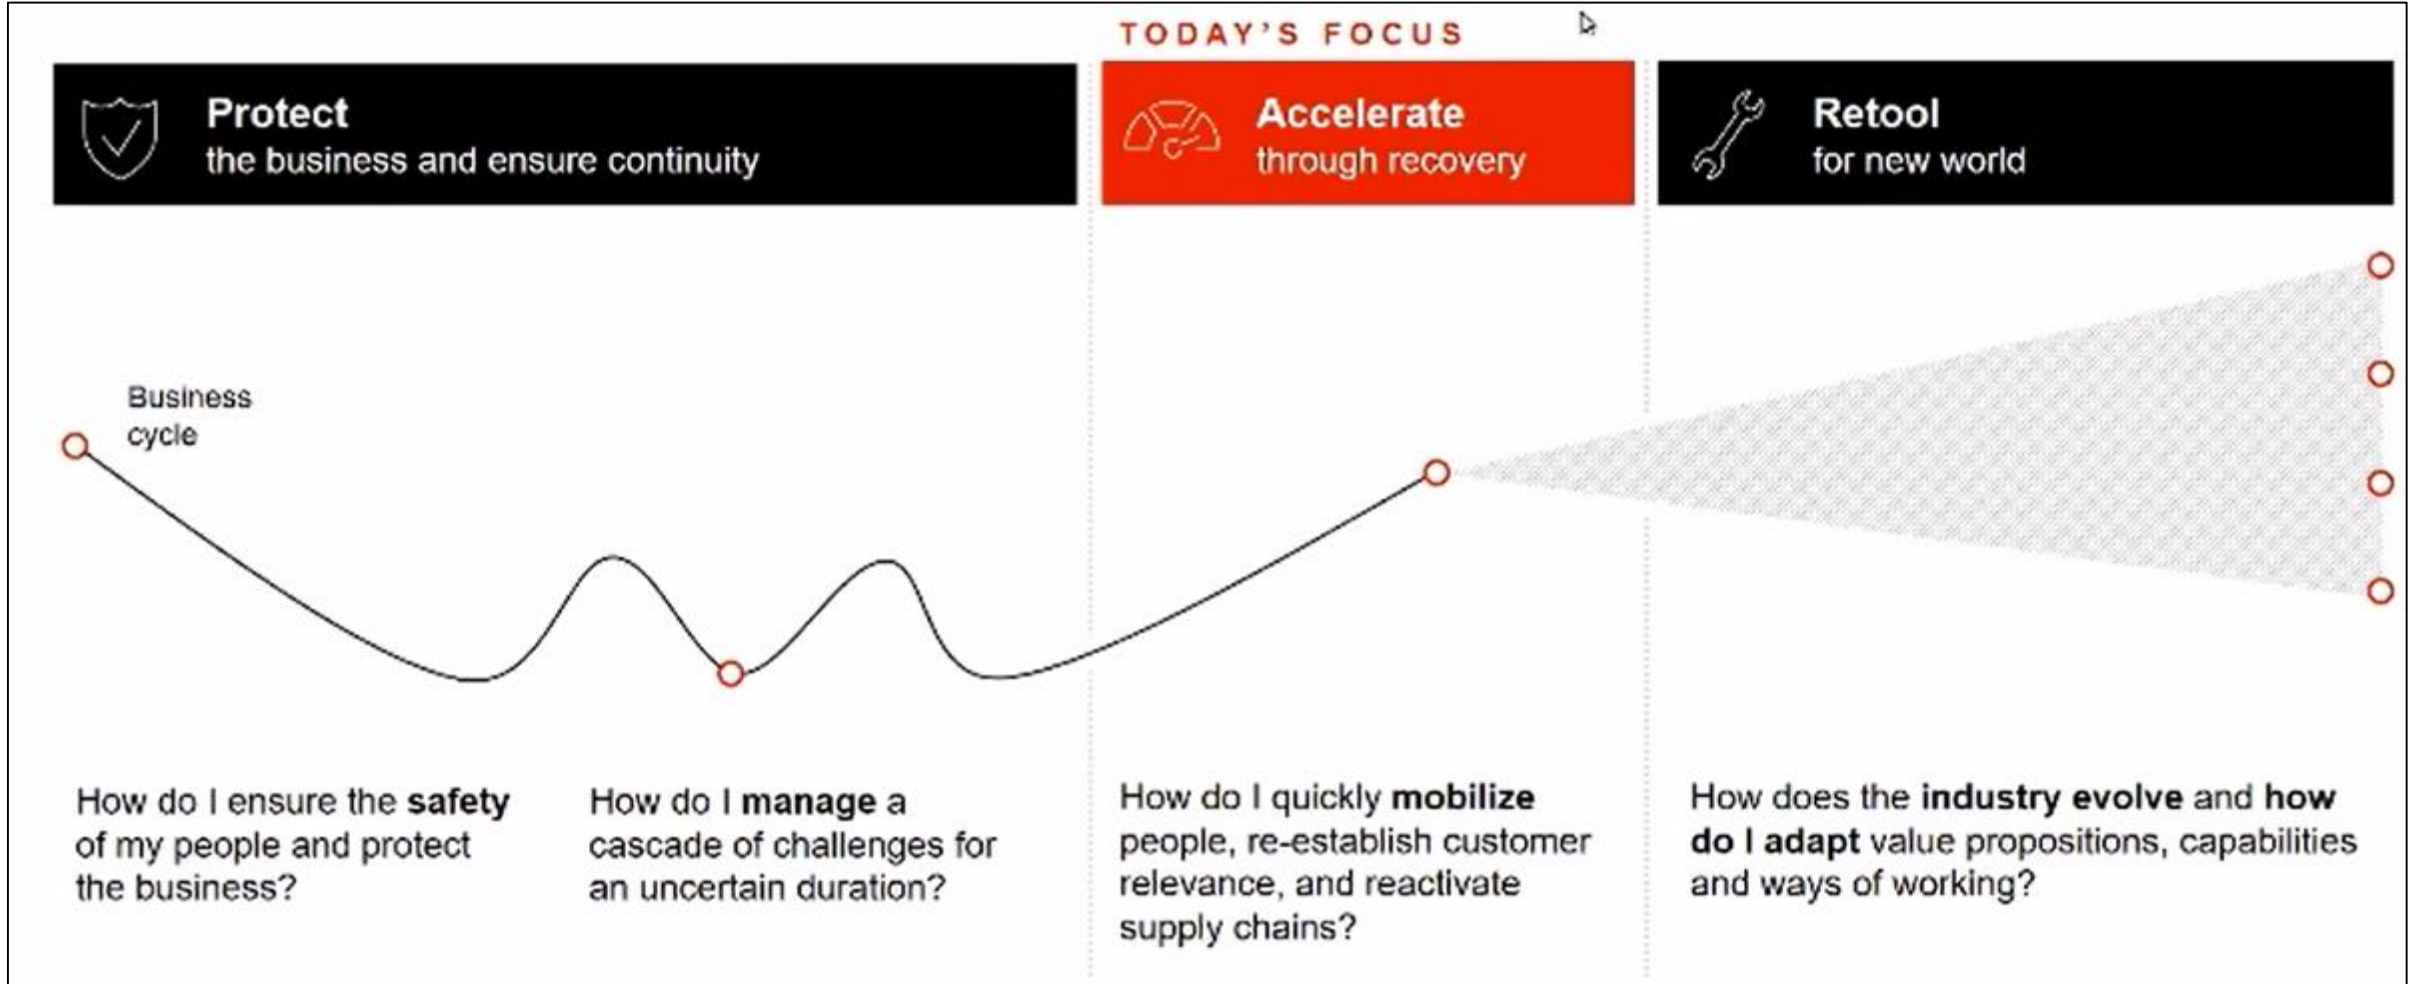 TODAY'S FOCUS
Protect
the business and ensure continuity
Accelerate
through recovery
Retool
for new world
Business
cycle
How do I ensure the safety
of my people and protect
the business?
How do I manage a
cascade of challenges for
an uncertain duration?
How do I quickly mobilize
people, re-establish customer
relevance, and reactivate
supply chains?
How does the industry evolve and how
do I adapt value propositions, capabilities
and ways of working?